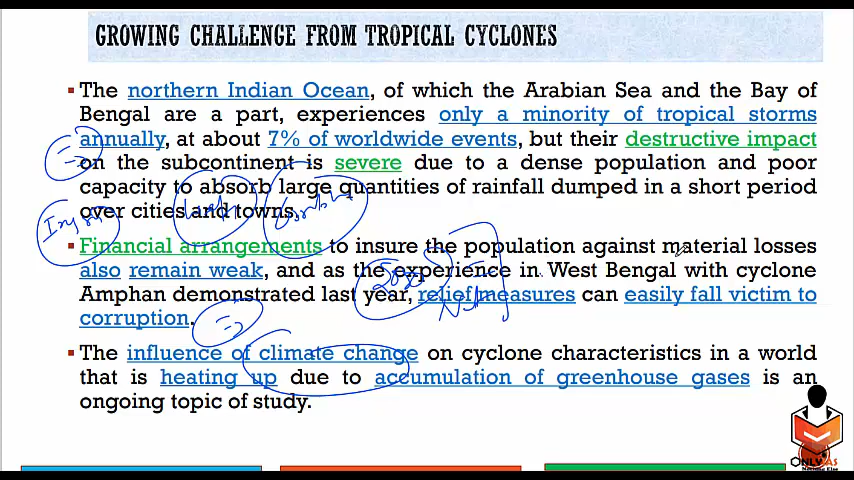 GROWING CHALLENGE FROM TROPICAL CYCLONES
▪ The northern Indian Ocean, of which the Arabian Sea and the Bay of
Bengal are a part, experiences only a minority of tropical storms
annually, at about 7% of worldwide events, but their destructive impact
on the subcontinent is severe due to a dense population and poor
capacity to absorb large quantities of rainfall dumped in a short period
over cities and towns.
▪ Financial arrangements to insure the population against material losses
also remain weak, and as the experience in West Bengal with cyclone
Amphan demonstrated last year, relief measures can easily fall victim to
corruption.
▪ The influence of climate change on cyclone characteristics in a world
that is heating up due to accumulation of greenhouse gases is an
ongoing topic of study.
ONLY IAS
Nothing Else